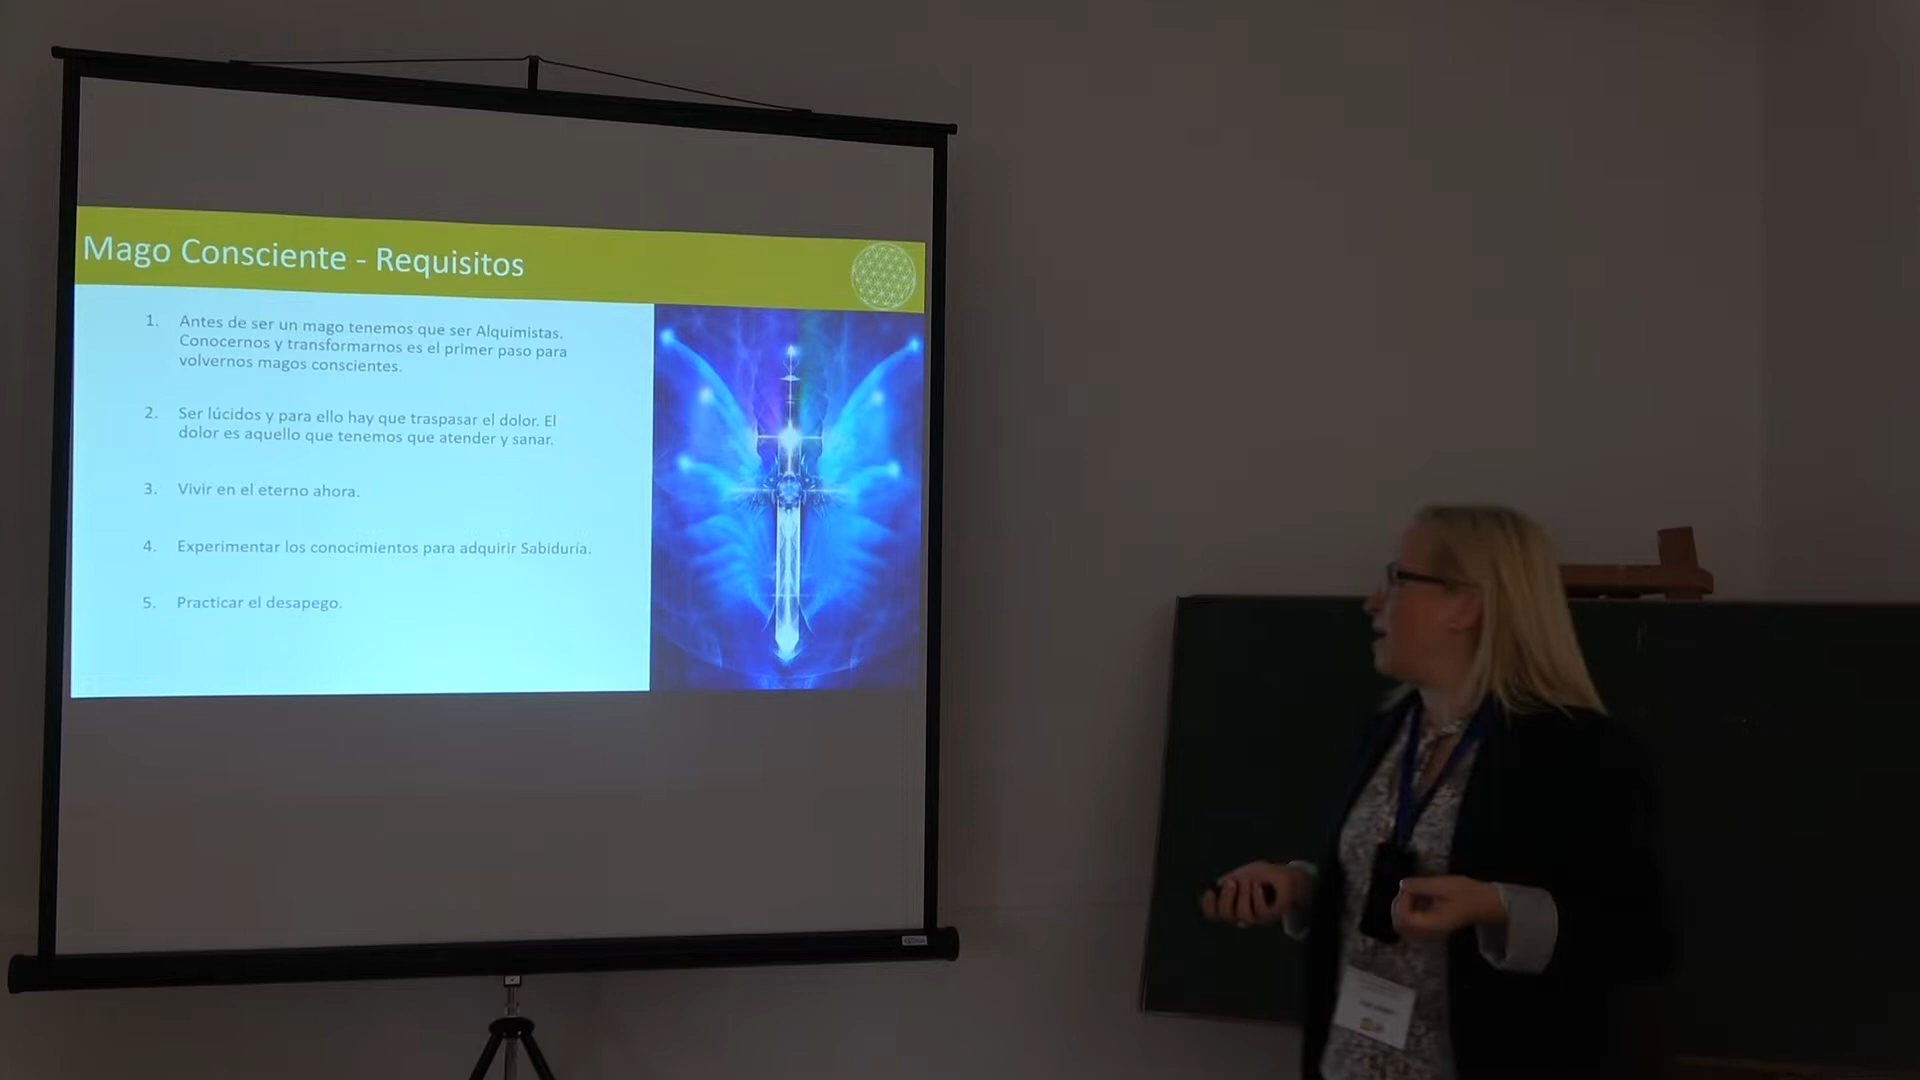 Mago Consciente - Requisitos
1. Antes de ser un mago tenemos que ser Alquimistas.
Conocernos y transformarnos es el primer paso para
volvernos magos conscientes.
2. Ser lúcidos y para ello hay que traspasar el dolor. El
dolor es aquello que tenemos que atender y sanar.
3. Vivir en el eterno ahora.
4. Experimentar los conocimientos para adquirir Sabiduría.
5. Practicar el desapego.